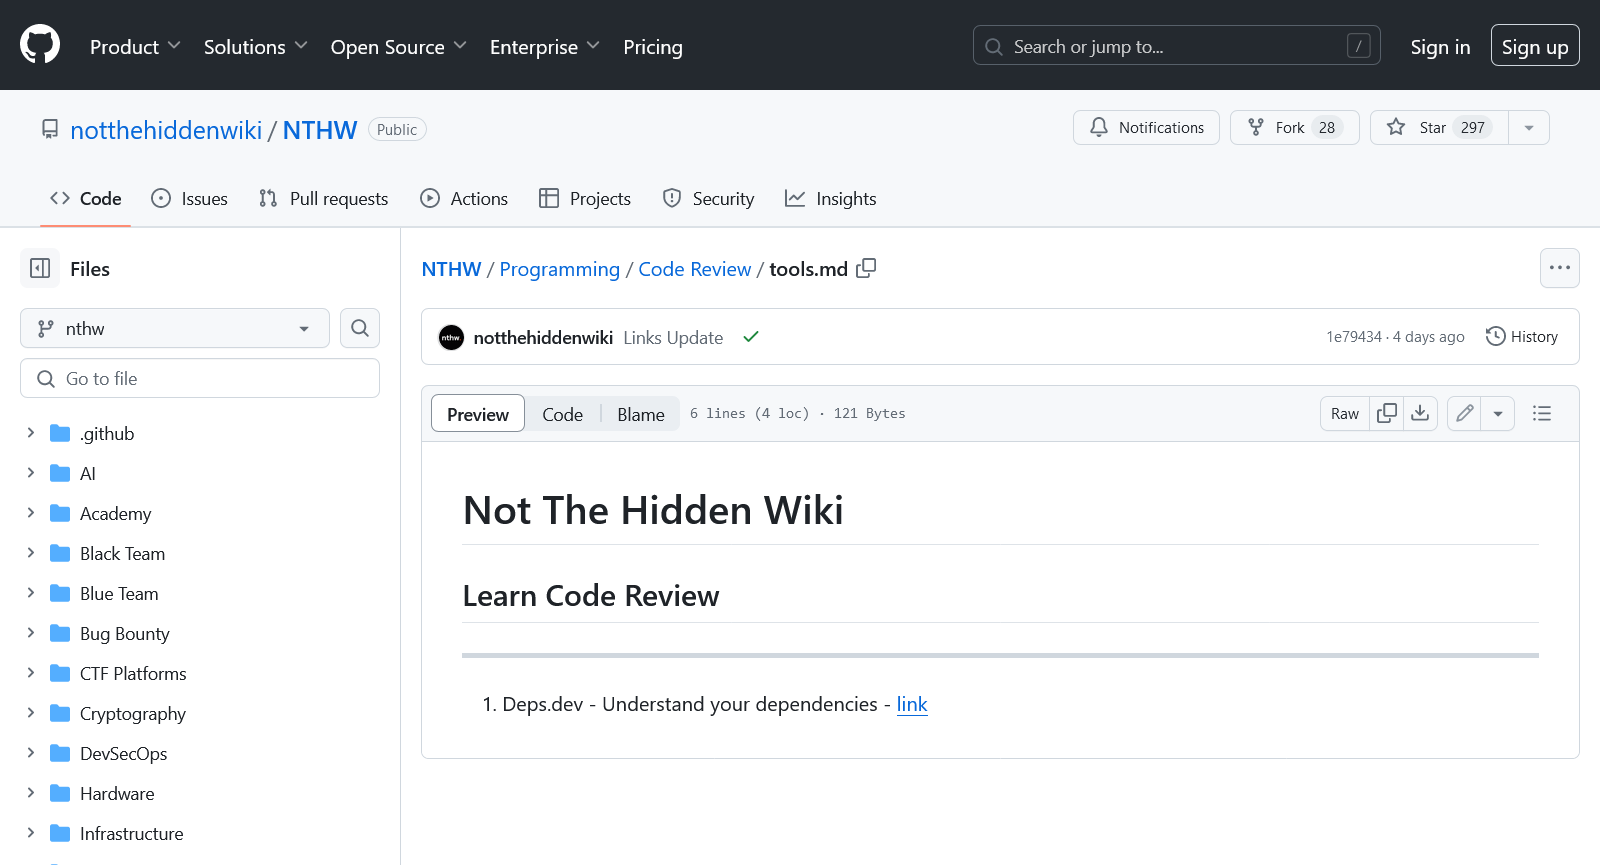 Product Solutions Open Source Enterprise Pricing Search or jump to... / Sign in Sign up
notthehiddenwiki / NTHW Public Notifications Fork 28 Star 297
Code Issues Pull requests Actions Projects Security Insights
Files
nthw
Go to file
.github
AI
Academy
Black Team
Blue Team
Bug Bounty
CTF Platforms
Cryptography
DevSecOps
Hardware
Infrastructure
NTHW / Programming / Code Review / tools.md
nthw notthehiddenwiki Links Update 1e79434 · 4 days ago History
Preview Code Blame 6 lines (4 loc) · 121 Bytes Raw
Not The Hidden Wiki
Learn Code Review
1. Deps.dev - Understand your dependencies - link